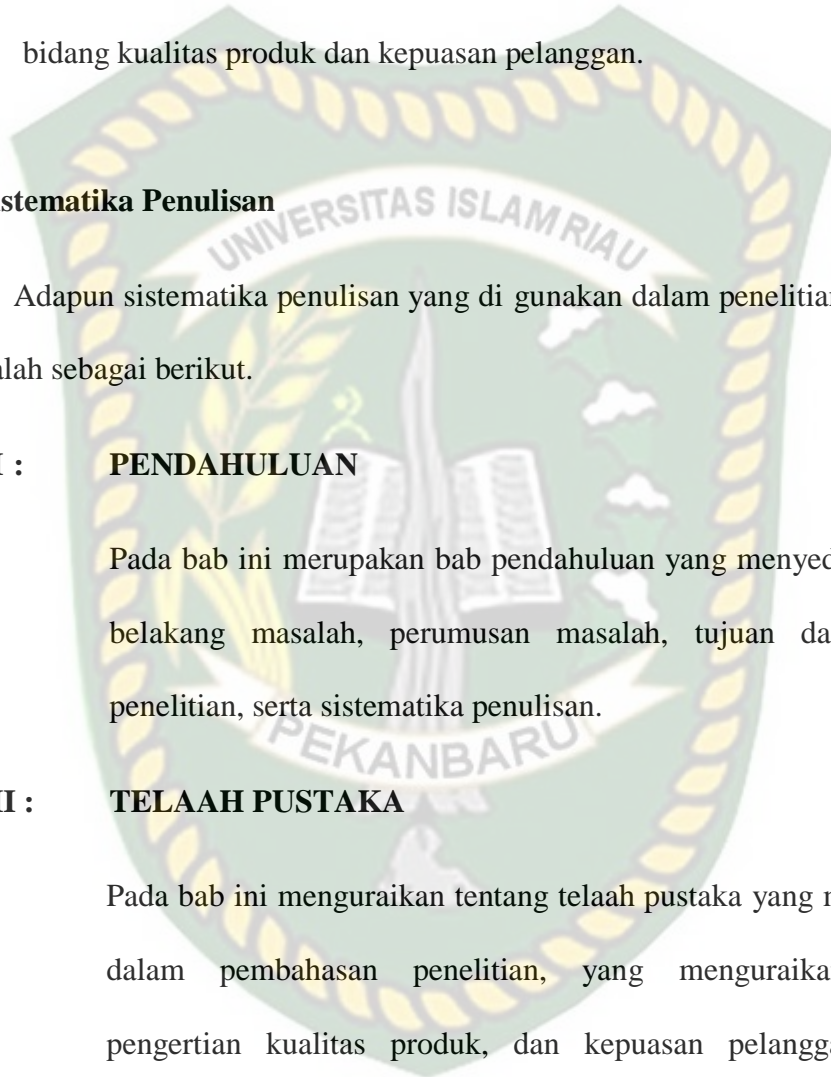 bidang kualitas produk dan kepuasan pelanggan.
stematika Penulisan
UNIVERSITAS ISLAM RIAU
Adapun sistematika penulisan yang di gunakan dalam penelitian
alah sebagai berikut.
I : PENDAHULUAN
Pada bab ini merupakan bab pendahuluan yang menyed
belakang masalah, perumusan masalah, tujuan da
penelitian, serta sistematika penulisan.
PEKANBARU
II : TELAAH PUSTAKA
Pada bab ini menguraikan tentang telaah pustaka yang
dalam pembahasan penelitian, yang menguraika
pengertian kualitas produk, dan kepuasan pelangga